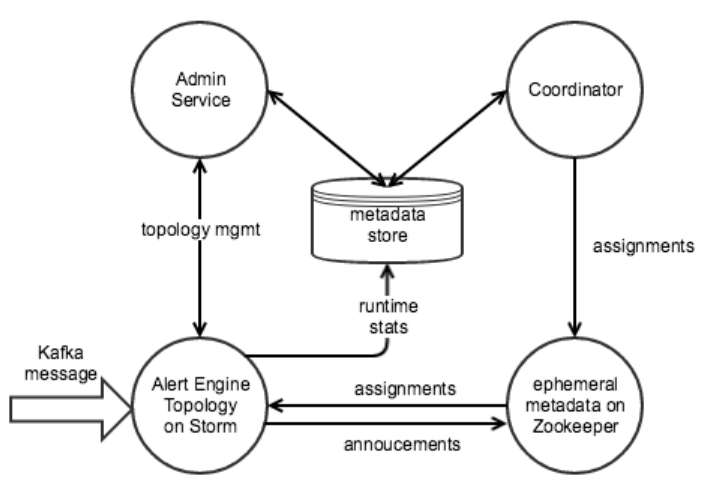 Admin
Service
Coordinator
metadata
store
topology mgmt
assignments
runtime
stats
Kafka
message
Alert Engine
Topology
on Storm
assignments
annoucements
ephemeral
metadata on
Zookeeper